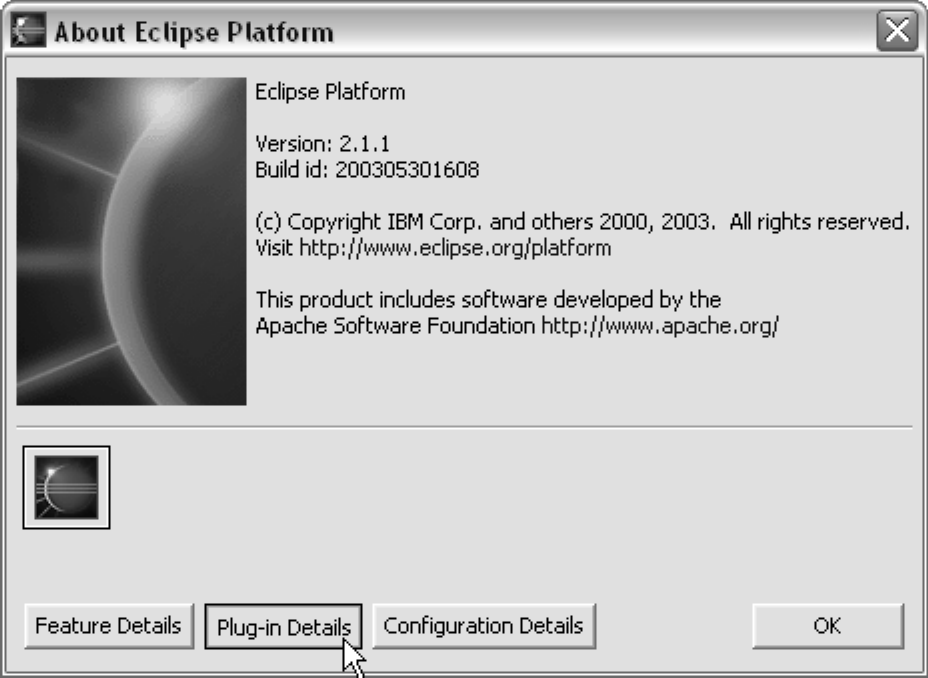 About Eclipse Platform
Eclipse Platform
Version: 2.1.1
Build id: 200305301608
(c) Copyright IBM Corp. and others 2000, 2003.  All rights reserved.
Visit http://www.eclipse.org/platform
This product includes software developed by the
Apache Software Foundation http://www.apache.org/
Feature Details
Plug-in Details
Configuration Details
OK